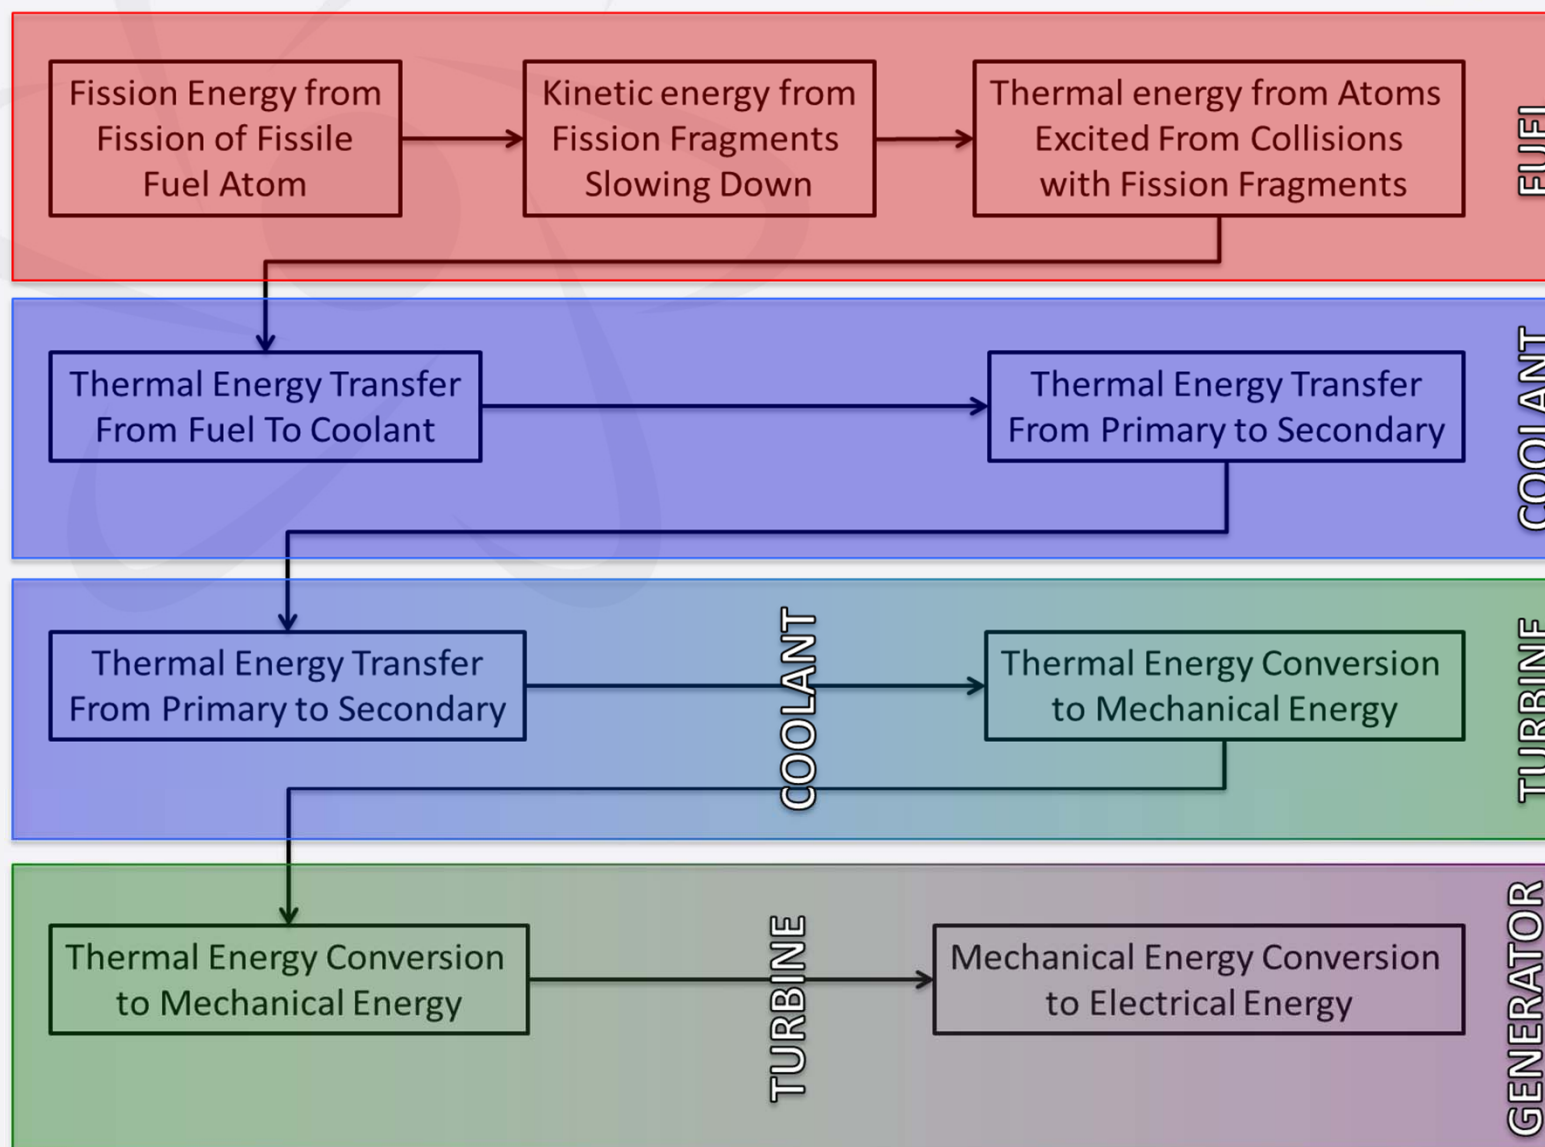 Fission Energy from
Fission of Fissile
Fuel Atom
Kinetic energy from
Fission Fragments
Slowing Down
Thermal energy from Atoms
Excited From Collisions
with Fission Fragments
FUEL
Thermal Energy Transfer
From Fuel To Coolant
Thermal Energy Transfer
From Primary to Secondary
COOLANT
Thermal Energy Transfer
From Primary to Secondary
COOLANT
Thermal Energy Conversion
to Mechanical Energy
TURBINE
Thermal Energy Conversion
to Mechanical Energy
TURBINE
Mechanical Energy Conversion
to Electrical Energy
GENERATOR